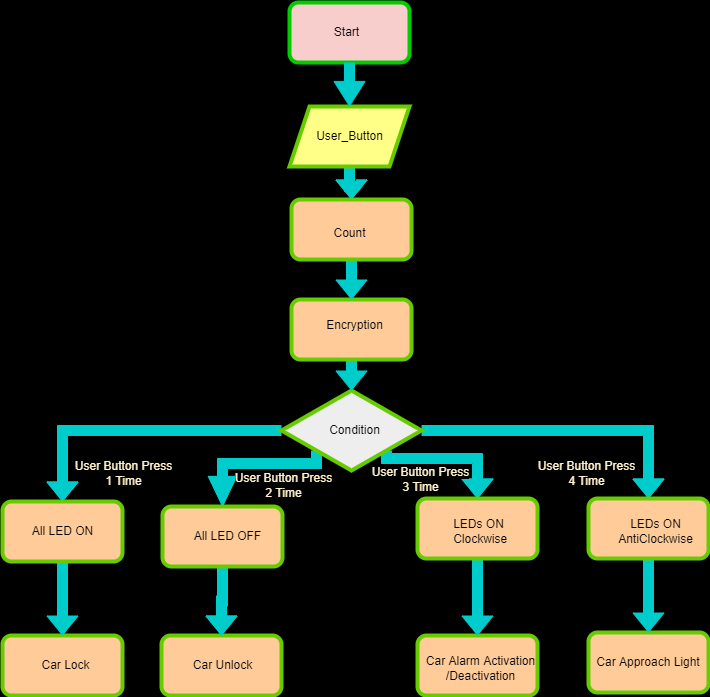 Start
User_Button
Count
Encryption
Condition
User Button Press
1 Time
User Button Press
2 Time
User Button Press
3 Time
User Button Press
4 Time
All LED ON
All LED OFF
LEDs ON
Clockwise
LEDs ON
AntiClockwise
Car Lock
Car Unlock
Car Alarm Activation
/Deactivation
Car Approach Light